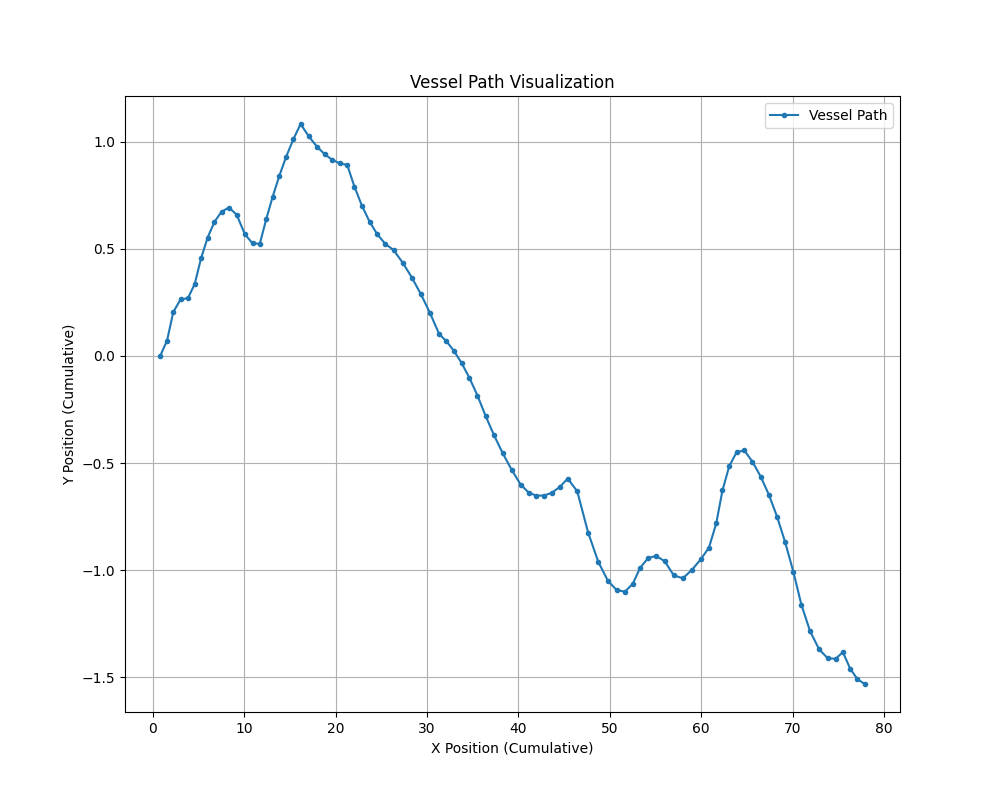 Vessel Path Visualization
Vessel Path
1.0
0.5
0.0
−0.5
−1.0
−1.5
Y Position (Cumulative)
0 10 20 30 40 50 60 70 80
X Position (Cumulative)